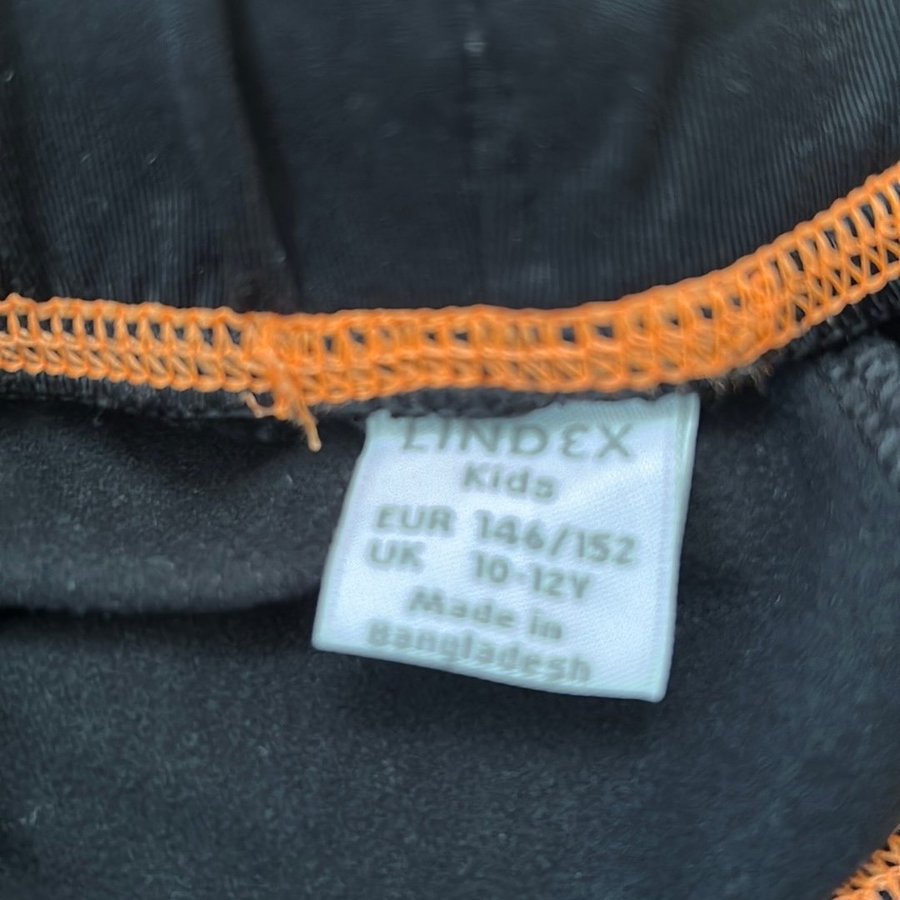 LINDEX
Kids
EUR 146/152
UK 10-12Y
Made in
Bangladesh